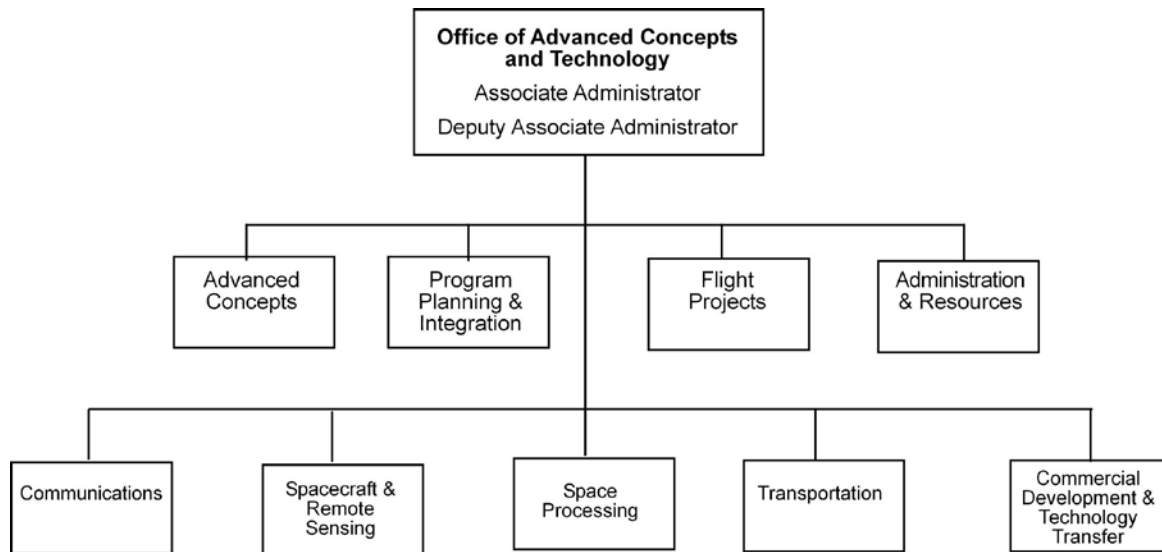 Office of Advanced Concepts
and Technology
Associate Administrator
Deputy Associate Administrator
Advanced
Concepts
Program
Planning &
Integration
Flight
Projects
Administration
& Resources
Communications
Spacecraft &
Remote
Sensing
Space
Processing
Transportation
Commercial
Development &
Technology
Transfer